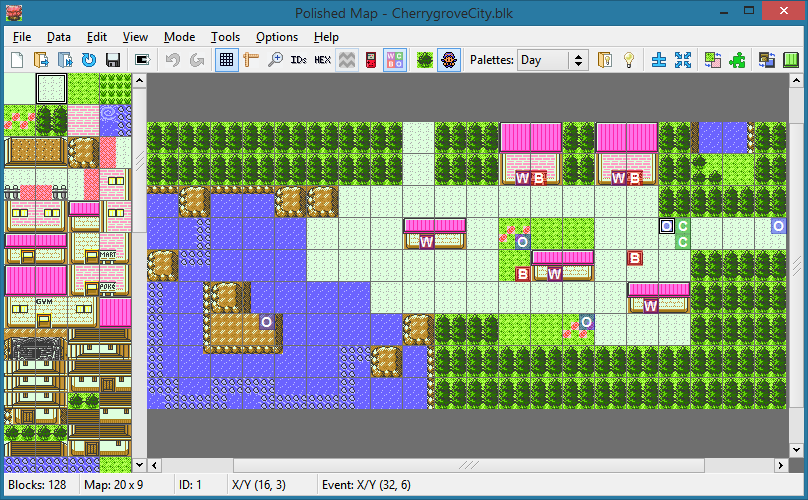 Polished Map - CherrygroveCity.blk
File Data Edit View Mode Tools Options Help
IDs HEX W C B O Palettes: Day
W B W B
O C O
W O C
B W B
W
O O
MART
POKé
GYM
Blocks: 128 Map: 20 x 9 ID: 1 X/Y (16, 3) Event: X/Y (32, 6)